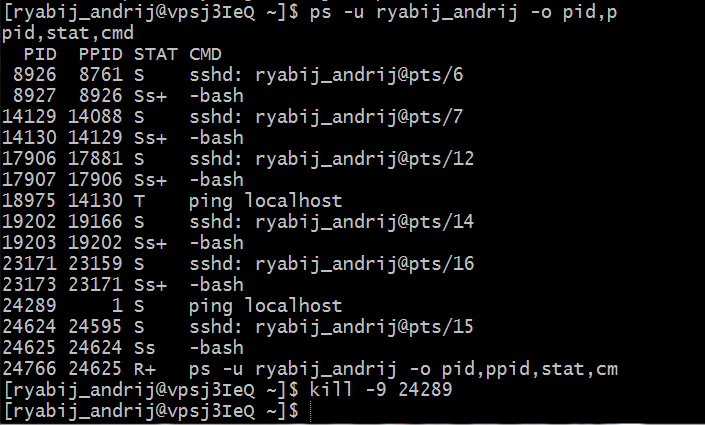 [ryabij_andrij@vpsj3IeQ ~]$ ps -u ryabij_andrij -o pid,p
pid,stat,cmd
  PID  PPID STAT CMD
 8926  8761 S    sshd: ryabij_andrij@pts/6
 8927  8926 Ss+  -bash
14129 14088 S    sshd: ryabij_andrij@pts/7
14130 14129 Ss+  -bash
17906 17881 S    sshd: ryabij_andrij@pts/12
17907 17906 Ss+  -bash
18975 14130 T    ping localhost
19202 19166 S    sshd: ryabij_andrij@pts/14
19203 19202 Ss+  -bash
23171 23159 S    sshd: ryabij_andrij@pts/16
23173 23171 Ss+  -bash
24289     1 S    ping localhost
24624 24595 S    sshd: ryabij_andrij@pts/15
24625 24624 Ss   -bash
24766 24625 R+   ps -u ryabij_andrij -o pid,ppid,stat,cm
[ryabij_andrij@vpsj3IeQ ~]$ kill -9 24289
[ryabij_andrij@vpsj3IeQ ~]$